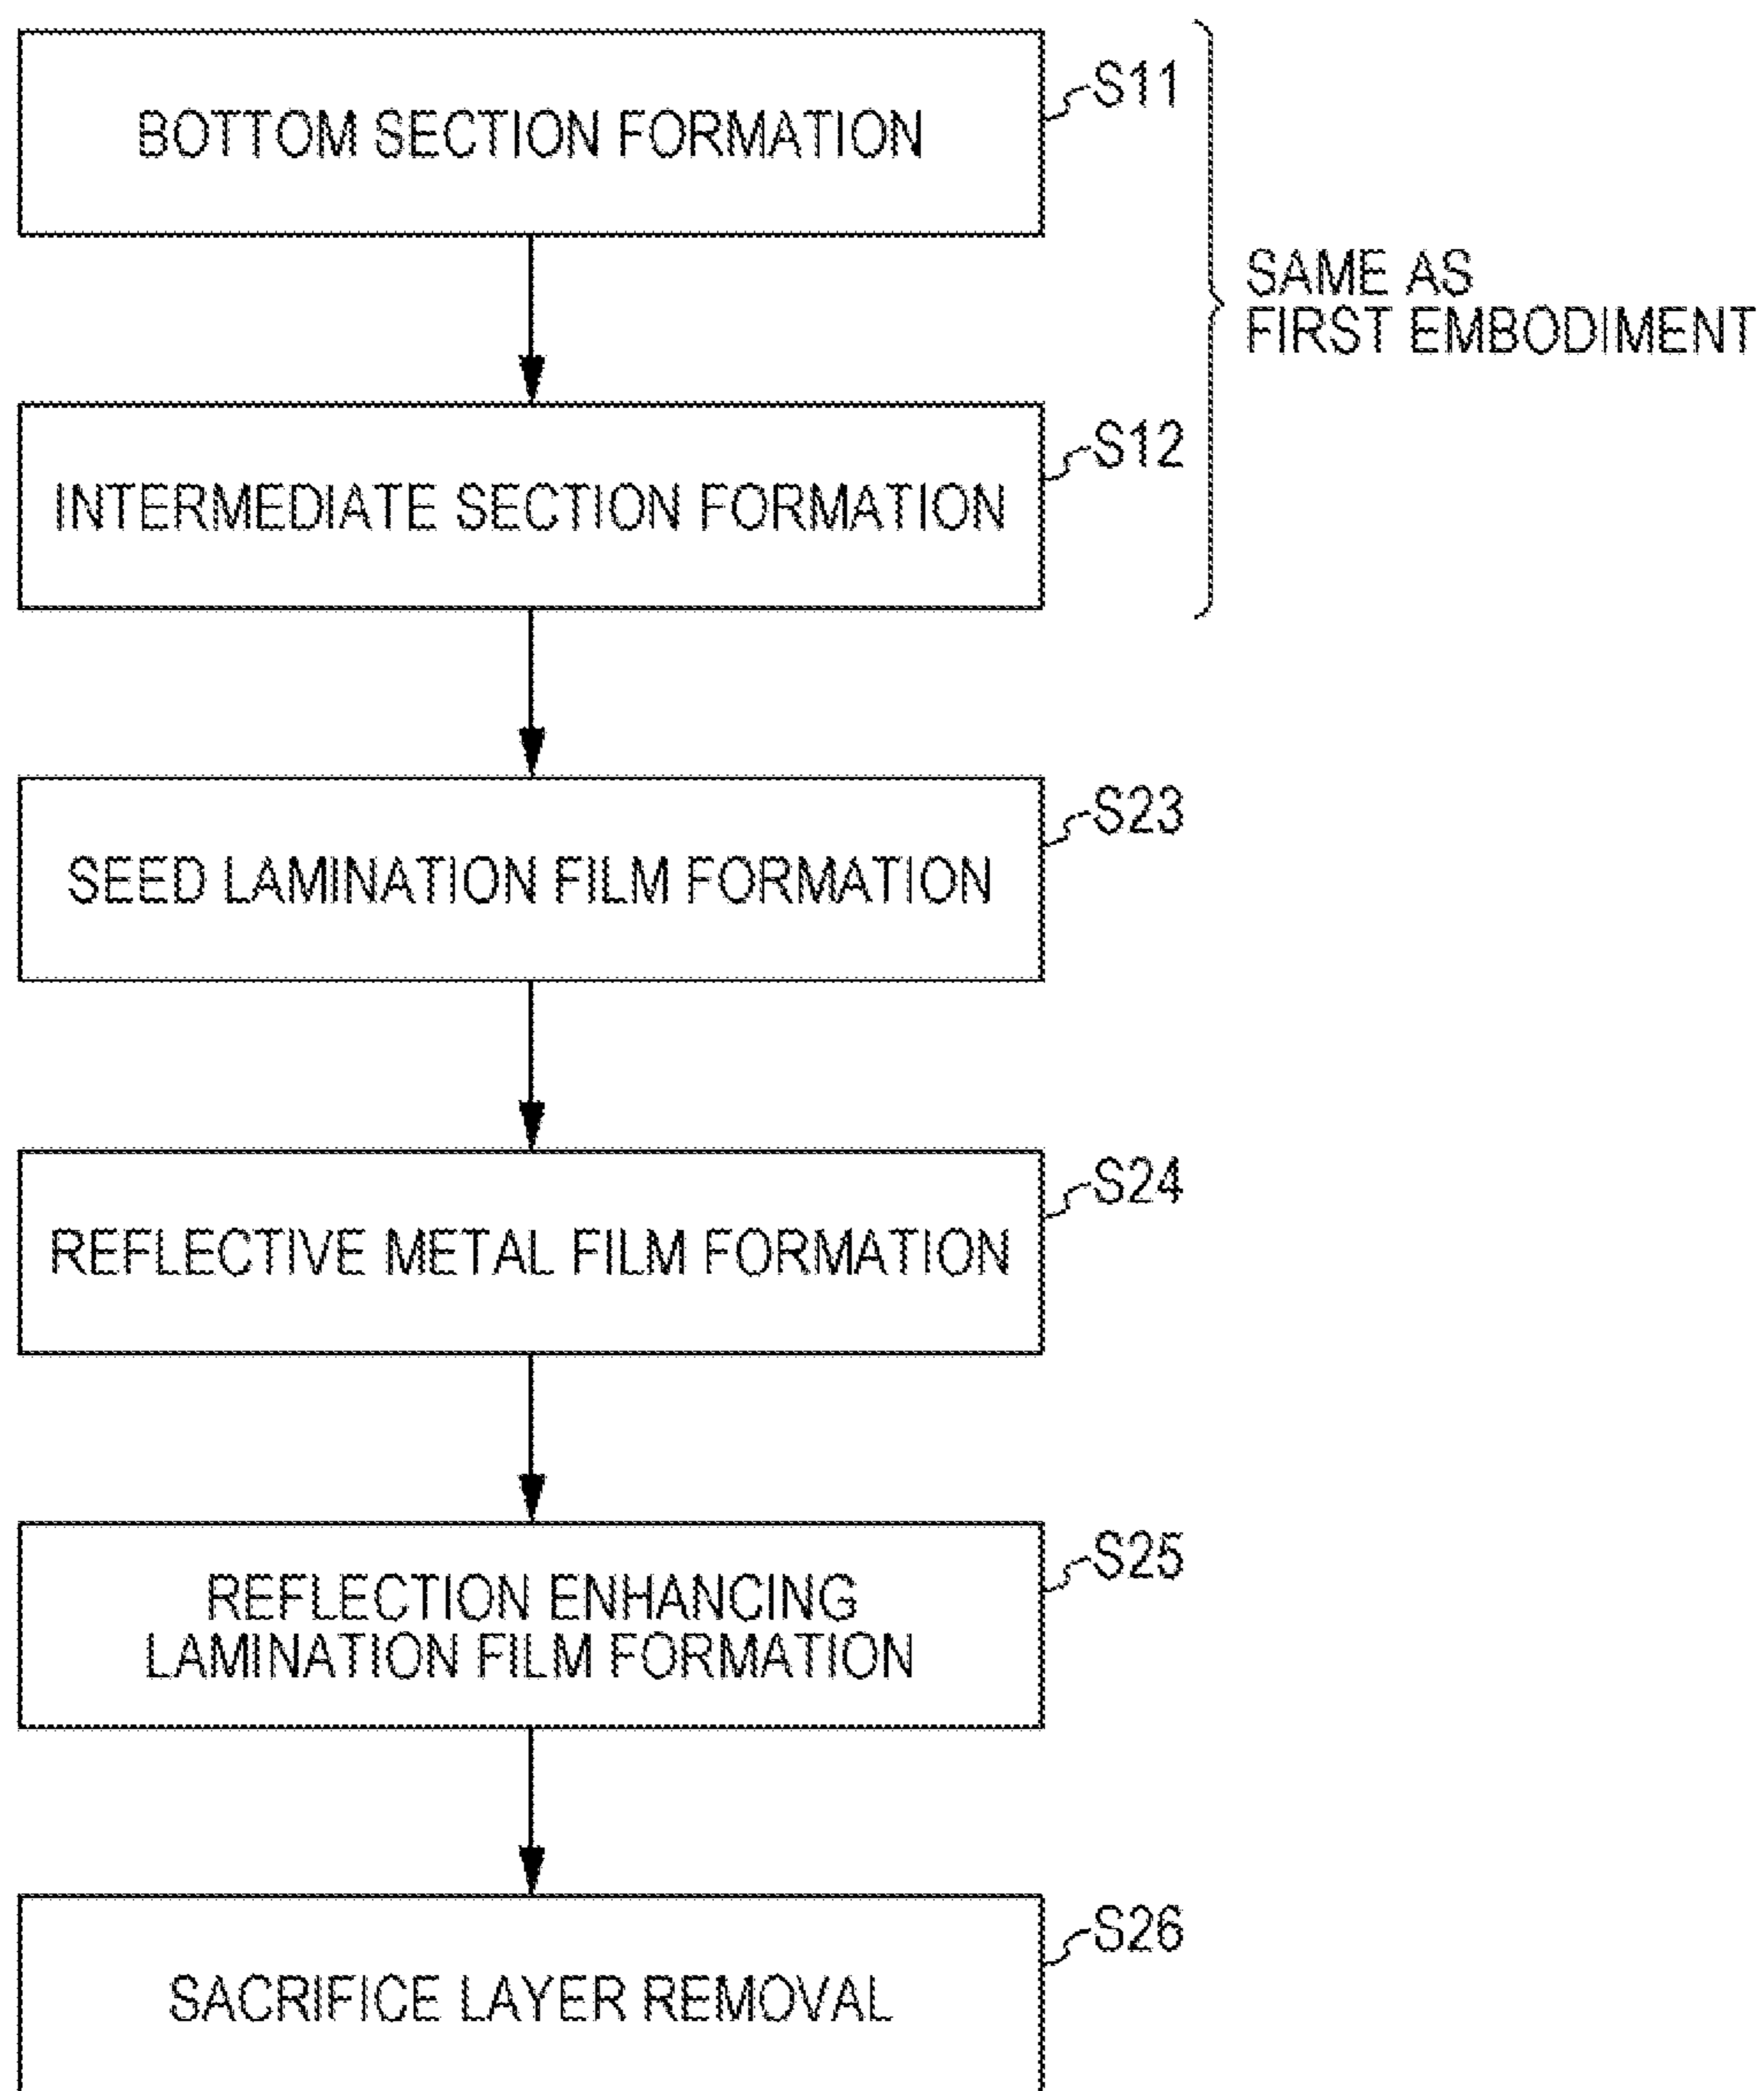 BOTTOM SECTION FORMATION
S11
SAME AS
FIRST EMBODIMENT
INTERMEDIATE SECTION FORMATION
S12
SEED LAMINATION FILM FORMATION
S23
REFLECTIVE METAL FILM FORMATION
S24
REFLECTION ENHANCING
LAMINATION FILM FORMATION
S25
SACRIFICE LAYER REMOVAL
S26